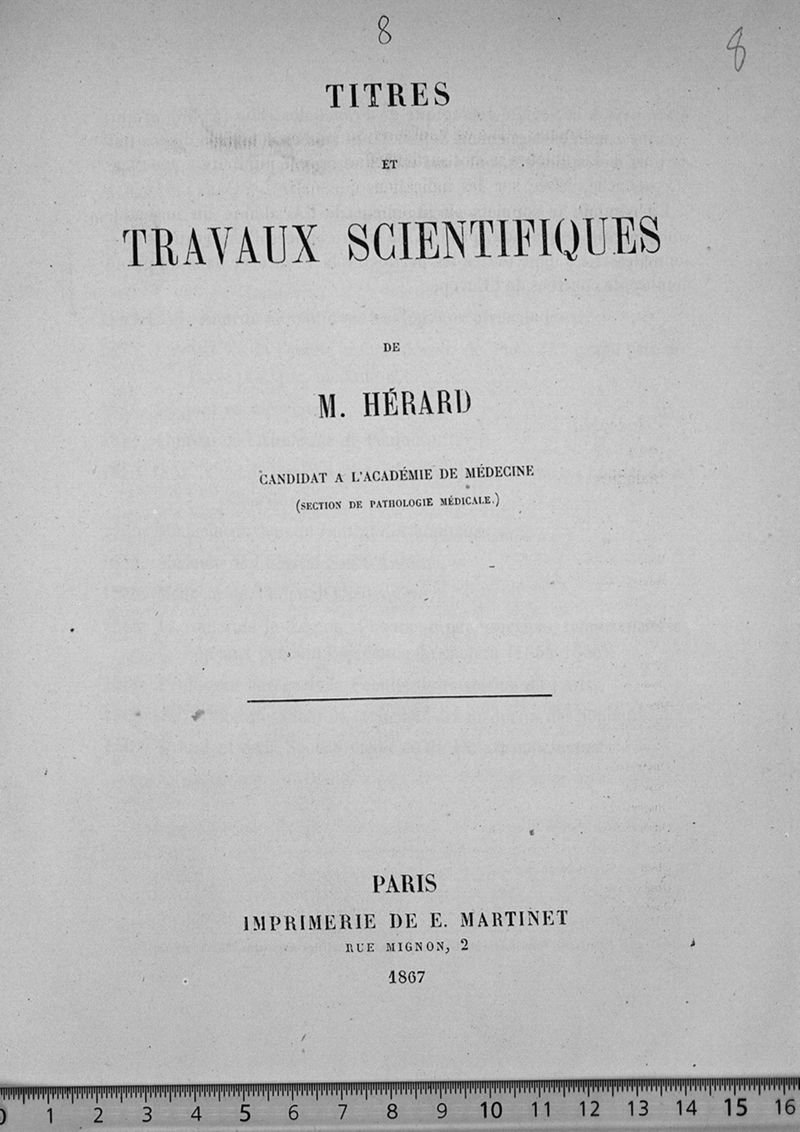 8
8
TITRES
ET
TRAVAUX SCIENTIFIQUES
DE
M. HÉRARD
CANDIDAT A L'ACADÉMIE DE MÉDECINE
(SECTION DE PATHOLOGIE MÉDICALE.)
PARIS
IMPRIMERIE DE E. MARTINET
RUE MIGNON, 2
1867
0 1 2 3 4 5 6 7 8 9 10 11 12 13 14 15 16